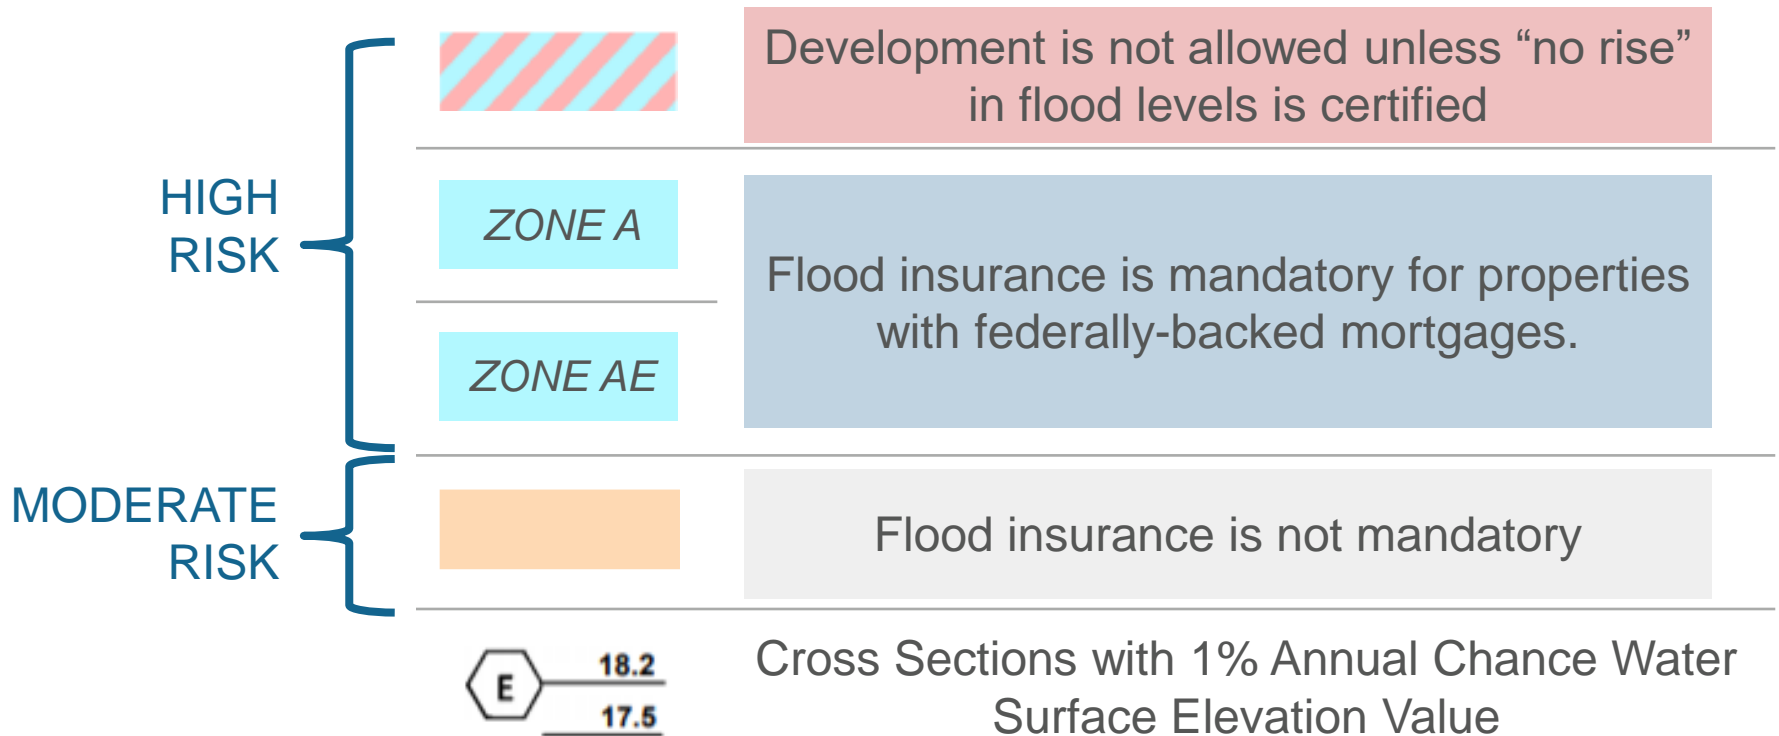 Development is not allowed unless “no rise”
in flood levels is certified
HIGH
RISK
ZONE A
Flood insurance is mandatory for properties
with federally-backed mortgages.
ZONE AE
MODERATE
RISK
Flood insurance is not mandatory
E
18.2
17.5
Cross Sections with 1% Annual Chance Water
Surface Elevation Value